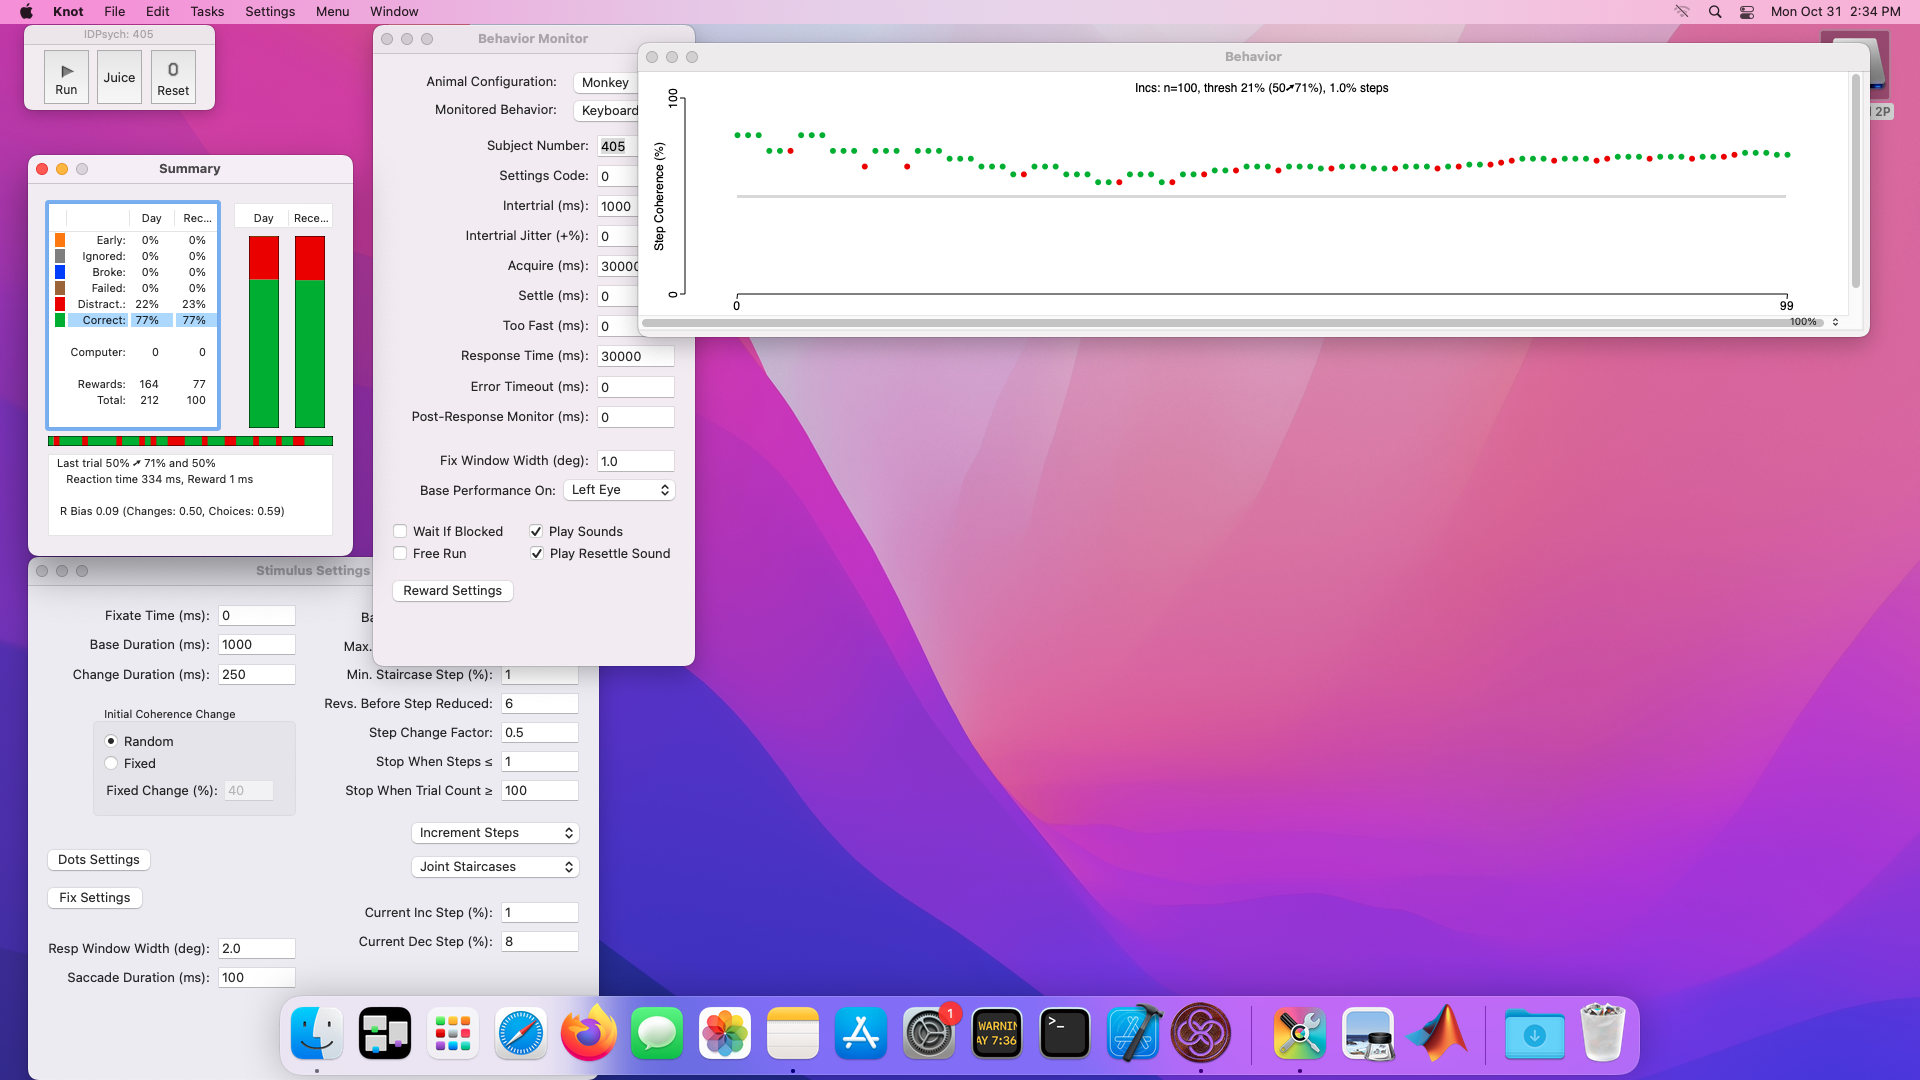 Knot File Edit Tasks Settings Menu Window
Mon Oct 31 2:34 PM
IDPsych: 405
Run
Juice
0
Reset
Summary
Day Rec...
Early: 0% 0%
Ignored: 0% 0%
Broke: 0% 0%
Failed: 0% 0%
Distract.: 22% 23%
Correct: 77% 77%
Computer: 0 0
Rewards: 164 77
Total: 212 100
Day Rece...
Last trial 50% ➚ 71% and 50%
Reaction time 334 ms, Reward 1 ms
R Bias 0.09 (Changes: 0.50, Choices: 0.59)
Behavior Monitor
Animal Configuration: Monkey
Monitored Behavior: Keyboard
Subject Number: 405
Settings Code: 0
Intertrial (ms): 1000
Intertrial Jitter (+%): 0
Acquire (ms): 30000
Settle (ms): 0
Too Fast (ms): 0
Response Time (ms): 30000
Error Timeout (ms): 0
Post-Response Monitor (ms): 0
Fix Window Width (deg): 1.0
Base Performance On: Left Eye
Wait If Blocked
Play Sounds
Free Run
Play Resettle Sound
Reward Settings
Behavior
Incs: n=100, thresh 21% (50➚71%), 1.0% steps
Step Coherence (%)
100
0
0
99
100%
2P
Stimulus Settings
Fixate Time (ms): 0
Base Duration (ms): 1000
Change Duration (ms): 250
Initial Coherence Change
Random
Fixed
Fixed Change (%): 40
Dots Settings
Fix Settings
Resp Window Width (deg): 2.0
Saccade Duration (ms): 100
Ba
Max.
Min. Staircase Step (%): 1
Revs. Before Step Reduced: 6
Step Change Factor: 0.5
Stop When Steps ≤ 1
Stop When Trial Count ≥ 100
Increment Steps
Joint Staircases
Current Inc Step (%): 1
Current Dec Step (%): 8
1
WARNIN
AY 7:36
>_